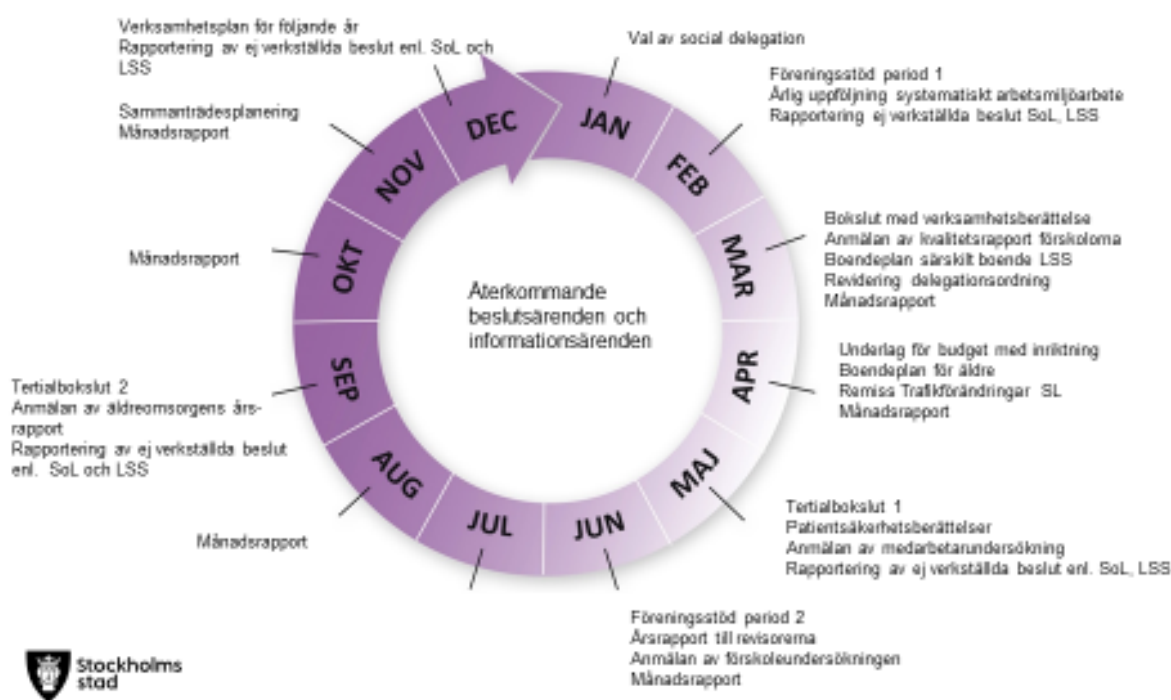 Verksamhetsplan för följande år
Rapportering av ej verkställda beslut enl. SoL och
LSS
Val av social delegation
Föreningsstöd period 1
Årlig uppföljning systematiskt arbetsmiljöarbete
Rapportering ej verkställda beslut SoL, LSS
Sammanträdesplanering
Månadsrapport
DEC
JAN
NOV
FEB
Bokslut med verksamhetsberättelse
Anmälan av kvalitetsrapport förskolorna
Boendeplan särskilt boende LSS
Revidering delegationsordning
Månadsrapport
Månadsrapport
OKT
MAR
Återkommande
beslutsärenden och
informationsärenden
Underlag för budget med inriktning
Boendeplan för äldre
Remiss Trafikförändringar SL
Månadsrapport
SEP
APR
Tertialbokslut 2
Anmälan av äldreomsorgens års-
rapport
Rapportering av ej verkställda beslut
enl. SoL och LSS
AUG
MAJ
Tertialbokslut 1
Patientsäkerhetsberättelser
Anmälan av medarbetarundersökning
Rapportering av ej verkställda beslut enl. SoL, LSS
Månadsrapport
JUL
JUN
Föreningsstöd period 2
Årsrapport till revisorerna
Anmälan av förskoleundersökningen
Månadsrapport
Stockholms
stad